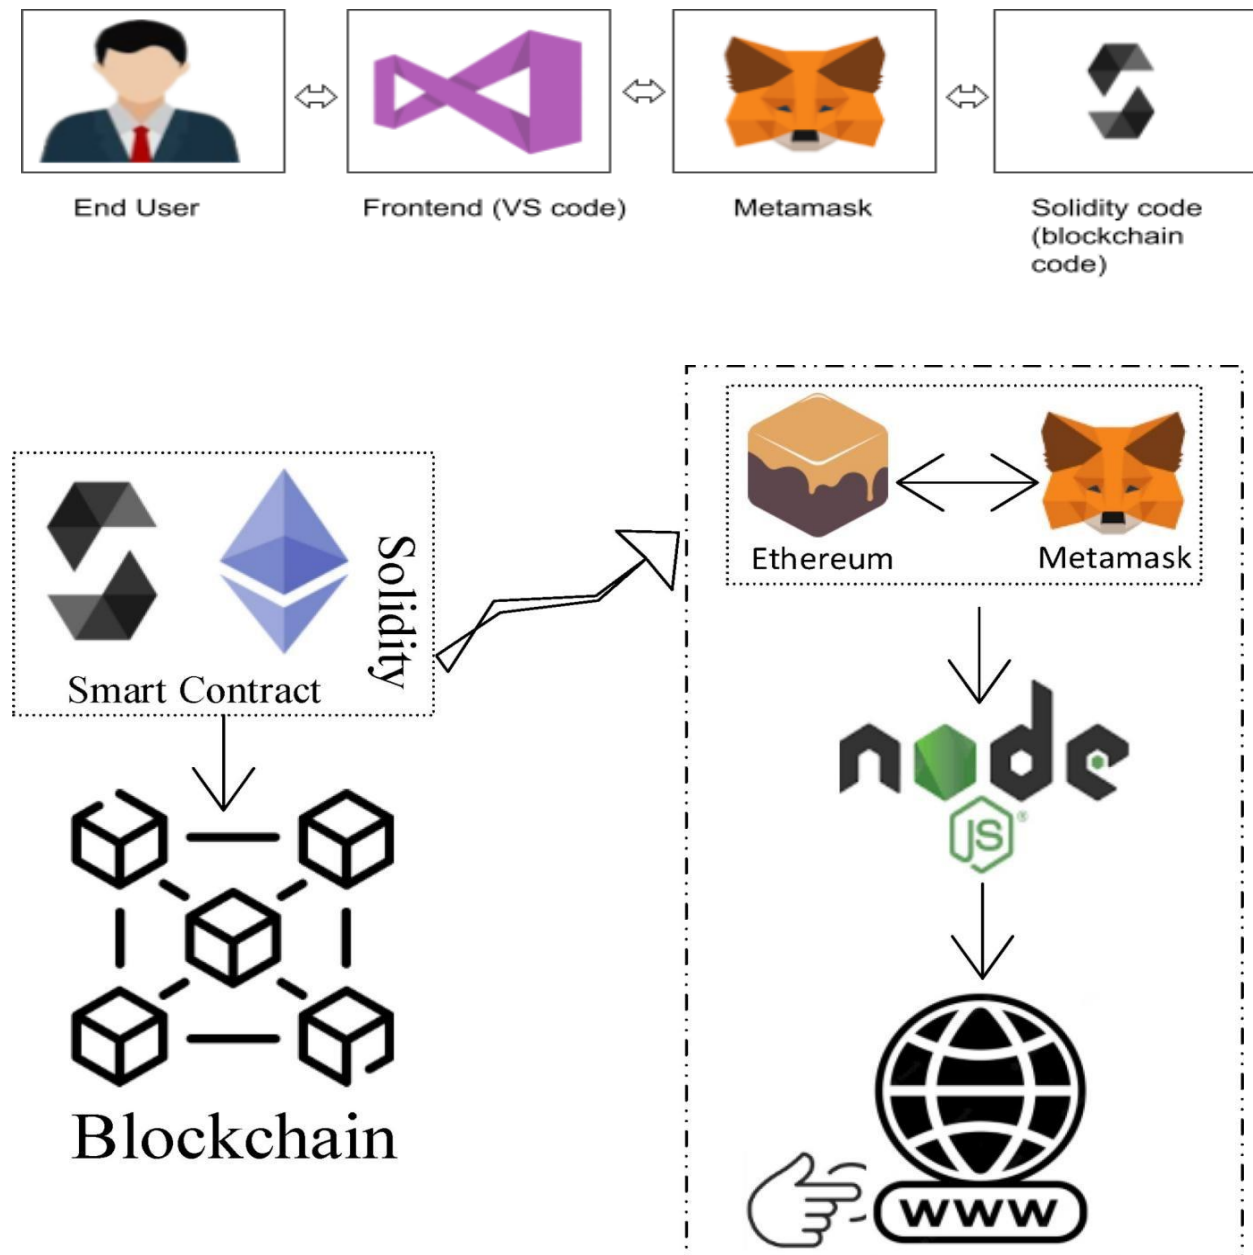 End User
Frontend (VS code)
Metamask
Solidity code
(blockchain
code)
Solidity
Smart Contract
Blockchain
Ethereum
Metamask
node
JS®
WWW